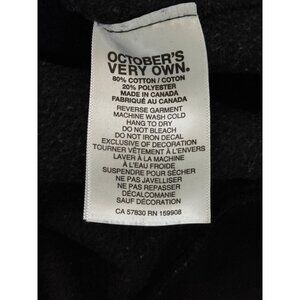 OCTOBER'S
VERY OWN.
80% COTTON / COTON
20% POLYESTER
MADE IN CANADA
FABRIQUÉ AU CANADA
REVERSE GARMENT
MACHINE WASH COLD
HANG TO DRY
DO NOT BLEACH
DO NOT IRON DECAL
EXCLUSIVE OF DECORATION
TOURNER VÊTEMENT À L'ENVERS
LAVER À LA MACHINE
À L'EAU FROIDE
SUSPENDRE POUR SÉCHER
NE PAS JAVELLISER
NE PAS REPASSER
DÉCALCOMANIE
SAUF DÉCORATION
CA 57830 RN 159908